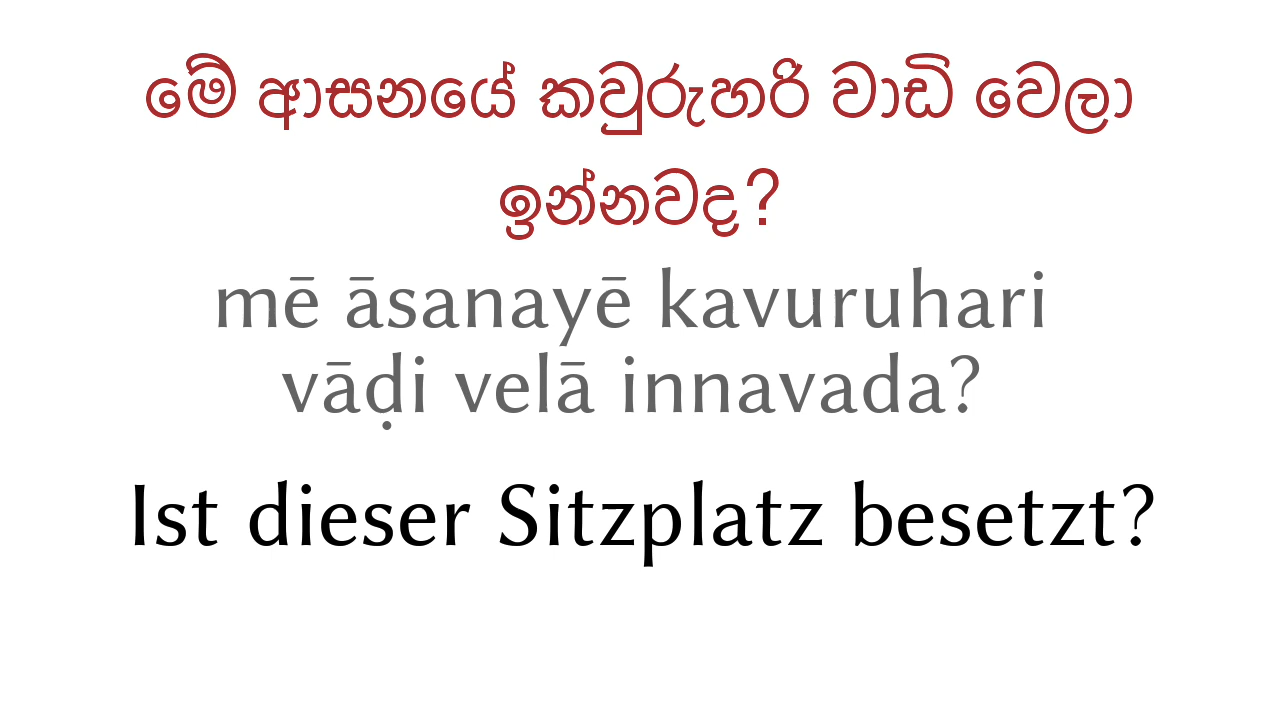 මේ ආසනයේ කවුරුහරි වාඩි වෙලා
ඉන්නවද?
mē āsanayē kavuruhari
vāḍi velā innavada?
Ist dieser Sitzplatz besetzt?